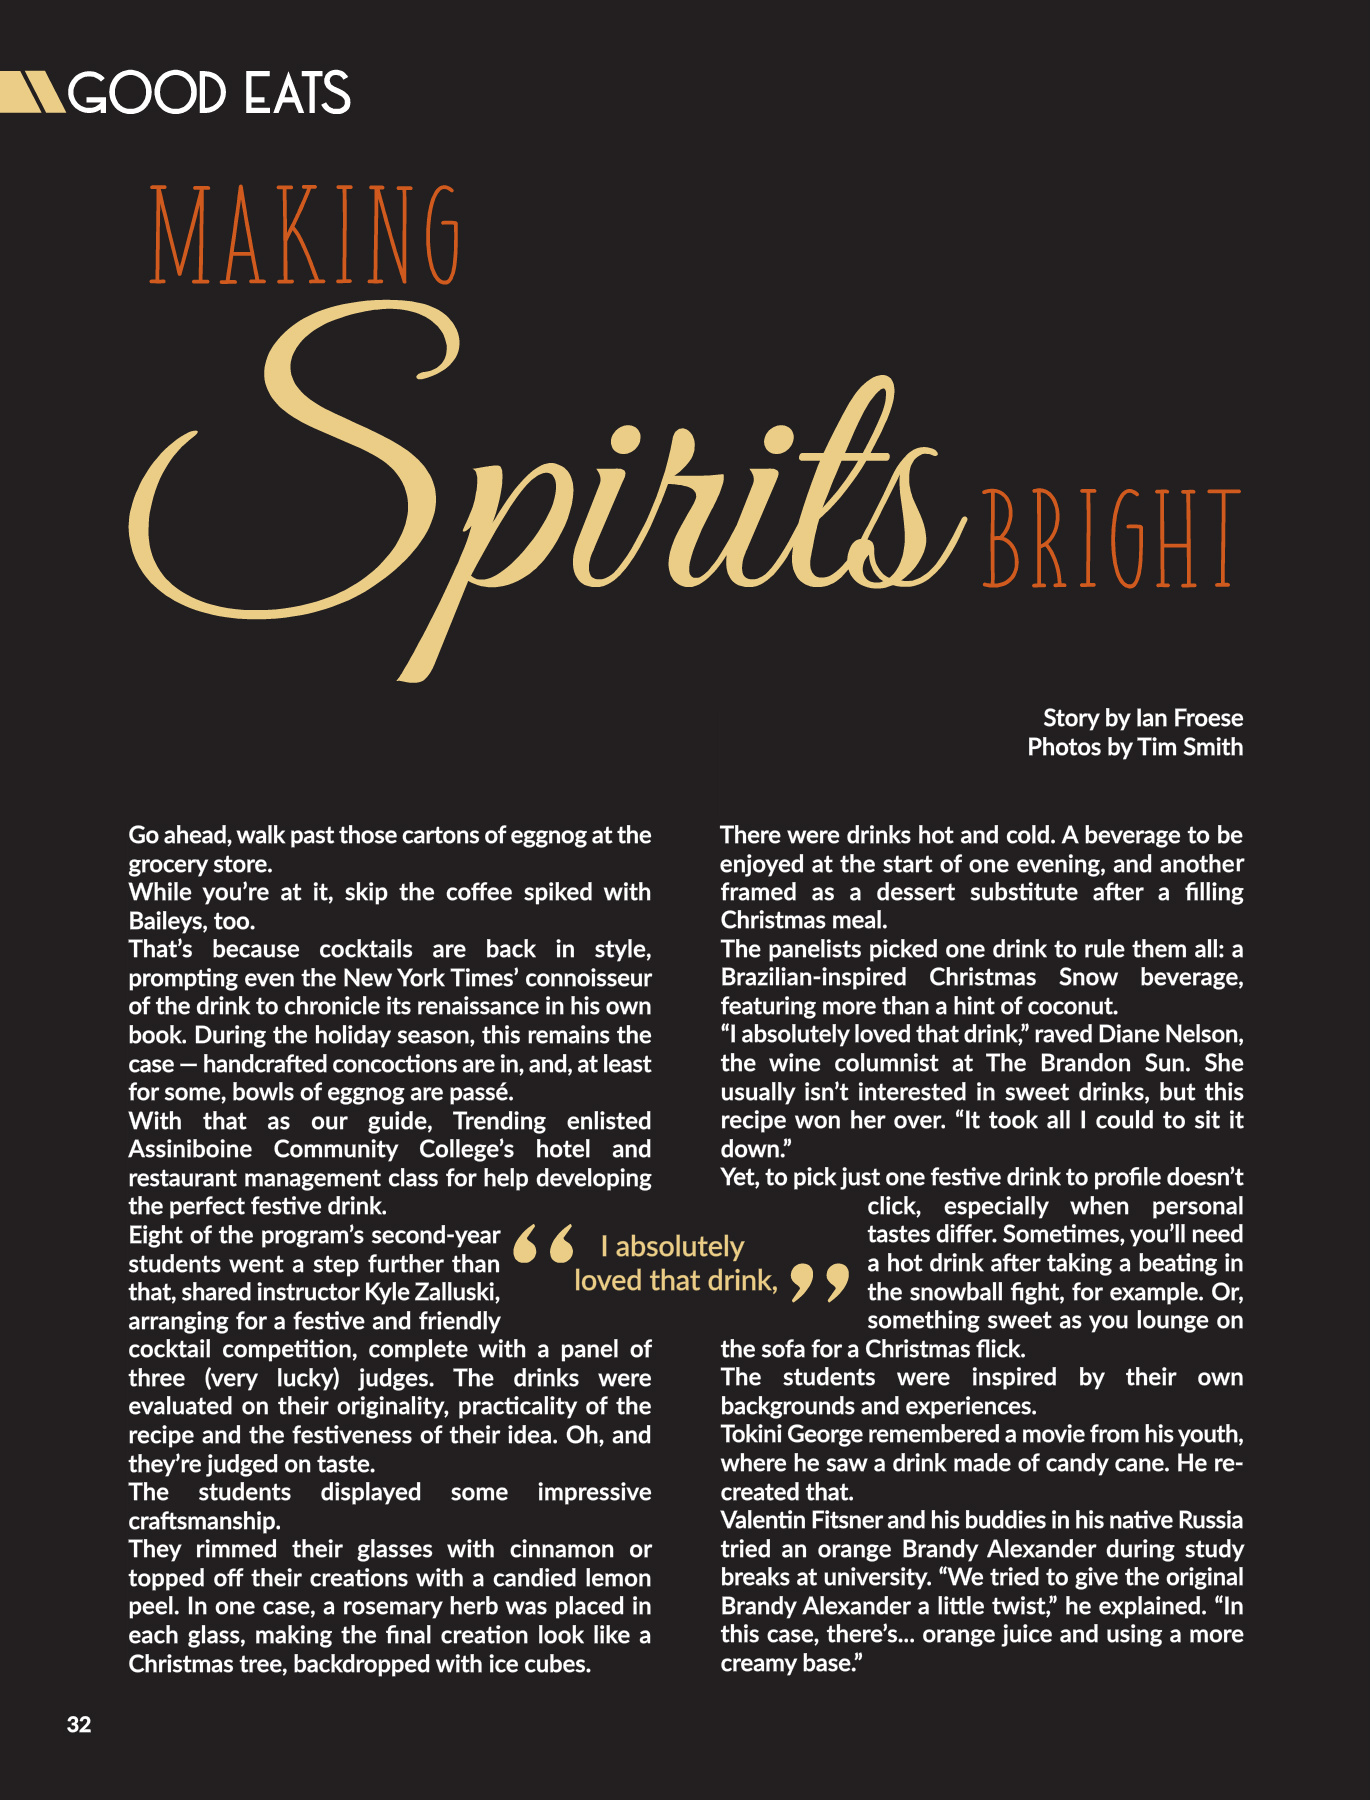 GOOD EATS
MAKING
Spirits BRIGHT
Story by Ian Froese
Photos by Tim Smith
Go ahead, walk past those cartons of eggnog at the
grocery store.
While you’re at it, skip the coffee spiked with
Baileys, too.
That’s because cocktails are back in style,
prompting even the New York Times’ connoisseur
of the drink to chronicle its renaissance in his own
book. During the holiday season, this remains the
case — handcrafted concoctions are in, and, at least
for some, bowls of eggnog are passé.
With that as our guide, Trending enlisted
Assiniboine Community College’s hotel and
restaurant management class for help developing
the perfect festive drink.
Eight of the program’s second-year
students went a step further than
that, shared instructor Kyle Zalluski,
arranging for a festive and friendly
cocktail competition, complete with a panel of
three (very lucky) judges. The drinks were
evaluated on their originality, practicality of the
recipe and the festiveness of their idea. Oh, and
they’re judged on taste.
The students displayed some impressive
craftsmanship.
They rimmed their glasses with cinnamon or
topped off their creations with a candied lemon
peel. In one case, a rosemary herb was placed in
each glass, making the final creation look like a
Christmas tree, backdropped with ice cubes.
“ I absolutely
loved that drink, ”
There were drinks hot and cold. A beverage to be
enjoyed at the start of one evening, and another
framed as a dessert substitute after a filling
Christmas meal.
The panelists picked one drink to rule them all: a
Brazilian-inspired Christmas Snow beverage,
featuring more than a hint of coconut.
“I absolutely loved that drink,” raved Diane Nelson,
the wine columnist at The Brandon Sun. She
usually isn’t interested in sweet drinks, but this
recipe won her over. “It took all I could to sit it
down.”
Yet, to pick just one festive drink to profile doesn’t
click, especially when personal
tastes differ. Sometimes, you’ll need
a hot drink after taking a beating in
the snowball fight, for example. Or,
something sweet as you lounge on
the sofa for a Christmas flick.
The students were inspired by their own
backgrounds and experiences.
Tokini George remembered a movie from his youth,
where he saw a drink made of candy cane. He re-
created that.
Valentin Fitsner and his buddies in his native Russia
tried an orange Brandy Alexander during study
breaks at university. “We tried to give the original
Brandy Alexander a little twist,” he explained. “In
this case, there’s... orange juice and using a more
creamy base.”
32